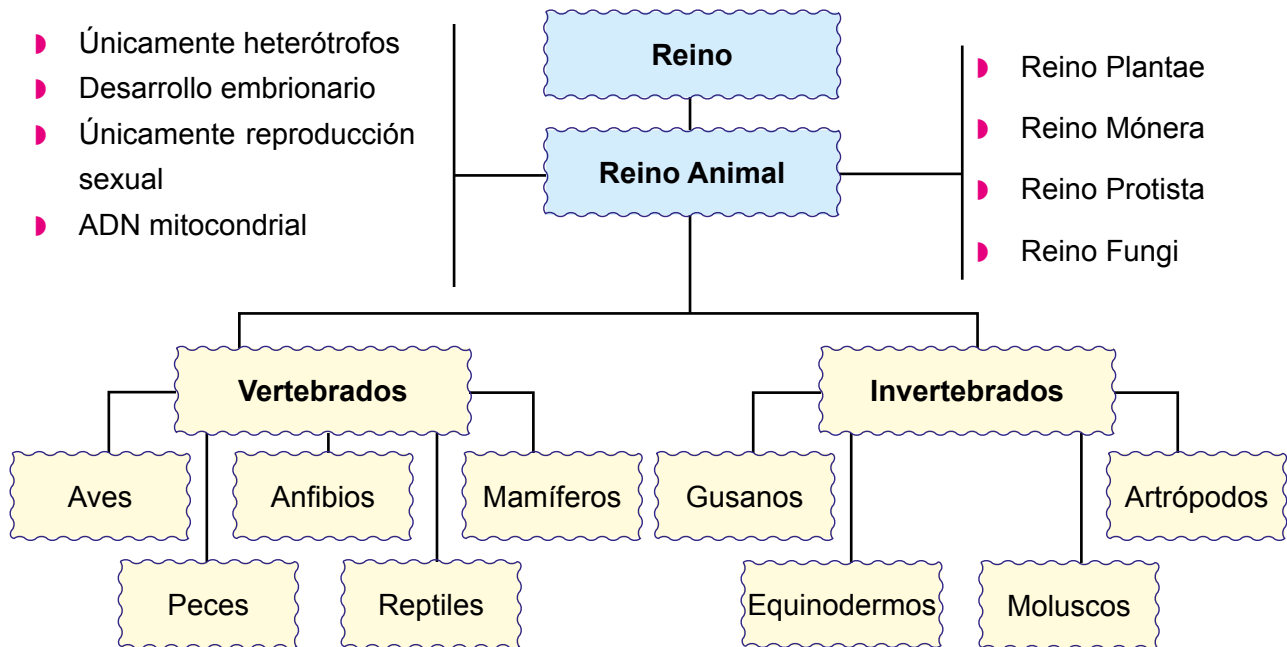 Únicamente heterótrofos
Desarrollo embrionario
Únicamente reproducción
sexual
ADN mitocondrial
Reino
Reino Animal
Reino Plantae
Reino Mónera
Reino Protista
Reino Fungi
Vertebrados
Invertebrados
Aves
Anfibios
Mamíferos
Gusanos
Artrópodos
Peces
Reptiles
Equinodermos
Moluscos